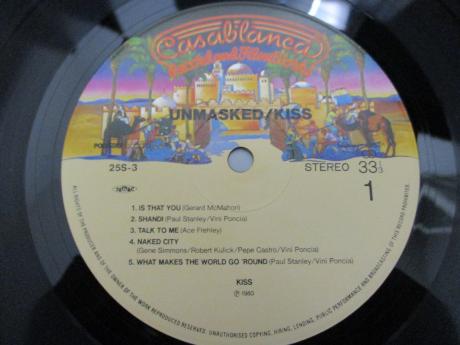 Casablanca
Record and FilmWorks
UNMASKED/KISS
25S-3
STEREO 33 1/3
1
1. IS THAT YOU (Gerard McMahon)
2. SHANDI (Paul Stanley/Vini Poncia)
3. TALK TO ME (Ace Frehley)
4. NAKED CITY
(Gene Simmons/Robert Kulick/Pepe Castro/Vini Poncia)
5. WHAT MAKES THE WORLD GO 'ROUND (Paul Stanley/Vini Poncia)
KISS
℗ 1980
ALL RIGHTS OF THE PRODUCER AND OF THE OWNER OF THE WORK REPRODUCED RESERVED. UNAUTHORISED COPYING, HIRING, LENDING, PUBLIC PERFORMANCE AND BROADCASTING OF THIS RECORD PROHIBITED.